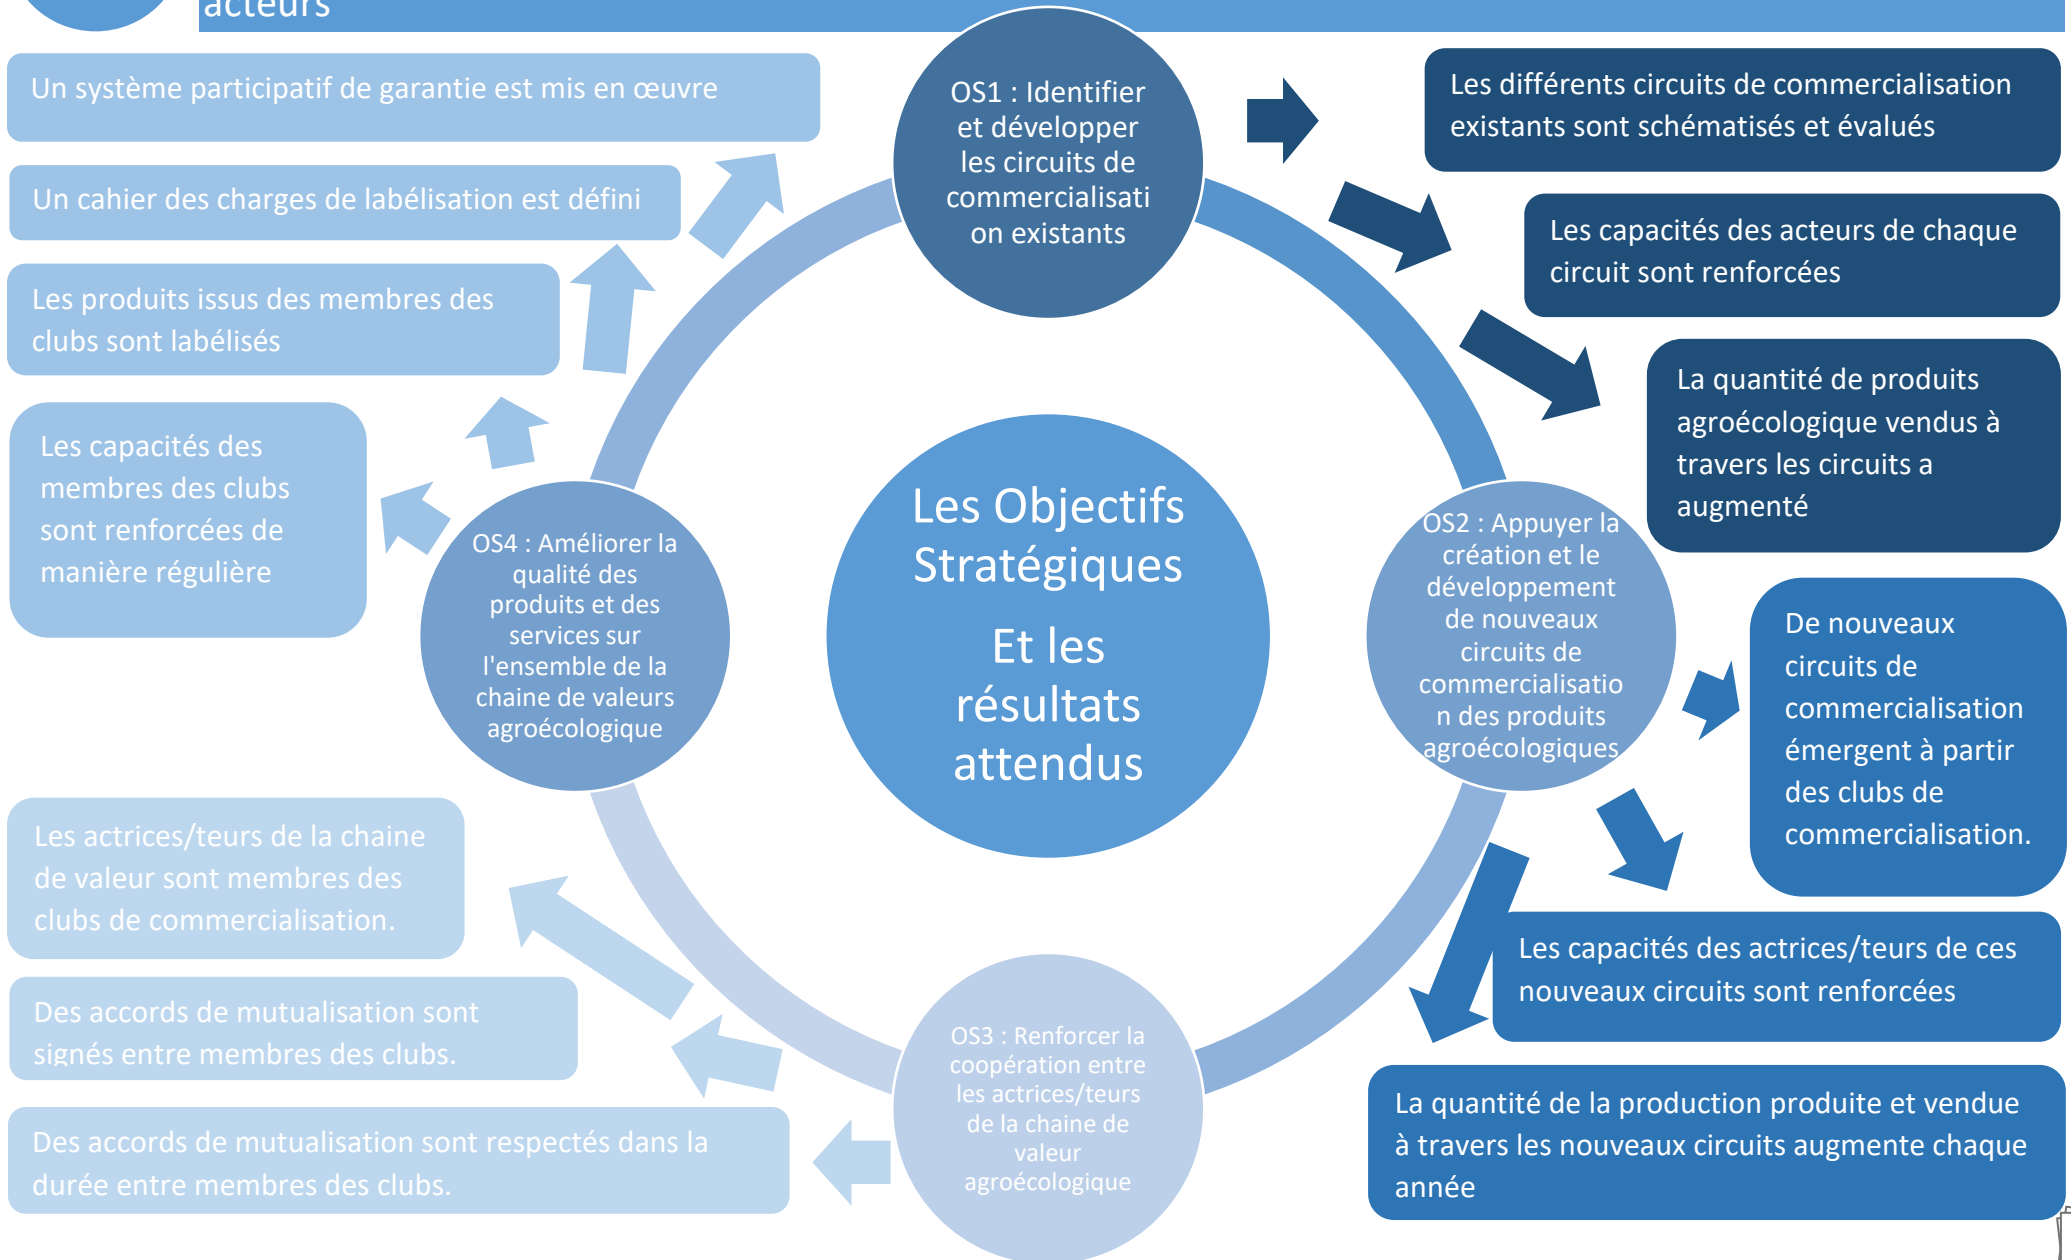 acteurs
Un système participatif de garantie est mis en œuvre
Un cahier des charges de labélisation est défini
Les produits issus des membres des
clubs sont labélisés
Les capacités des
membres des clubs
sont renforcées de
manière régulière
OS1 : Identifier
et développer
les circuits de
commercialisati
on existants
Les différents circuits de commercialisation
existants sont schématisés et évalués
Les capacités des acteurs de chaque
circuit sont renforcées
La quantité de produits
agroécologique vendus à
travers les circuits a
augmenté
OS4 : Améliorer la
qualité des
produits et des
services sur
l'ensemble de la
chaine de valeurs
agroécologique
Les Objectifs
Stratégiques
Et les
résultats
attendus
OS2 : Appuyer la
création et le
développement
de nouveaux
circuits de
commercialisatio
n des produits
agroécologiques
De nouveaux
circuits de
commercialisation
émergent à partir
des clubs de
commercialisation.
Les capacités des actrices/teurs de ces
nouveaux circuits sont renforcées
La quantité de la production produite et vendue
à travers les nouveaux circuits augmente chaque
année
Les actrices/teurs de la chaine
de valeur sont membres des
clubs de commercialisation.
Des accords de mutualisation sont
signés entre membres des clubs.
Des accords de mutualisation sont respectés dans la
durée entre membres des clubs.
OS3 : Renforcer la
coopération entre
les actrices/teurs
de la chaine de
valeur
agroécologique